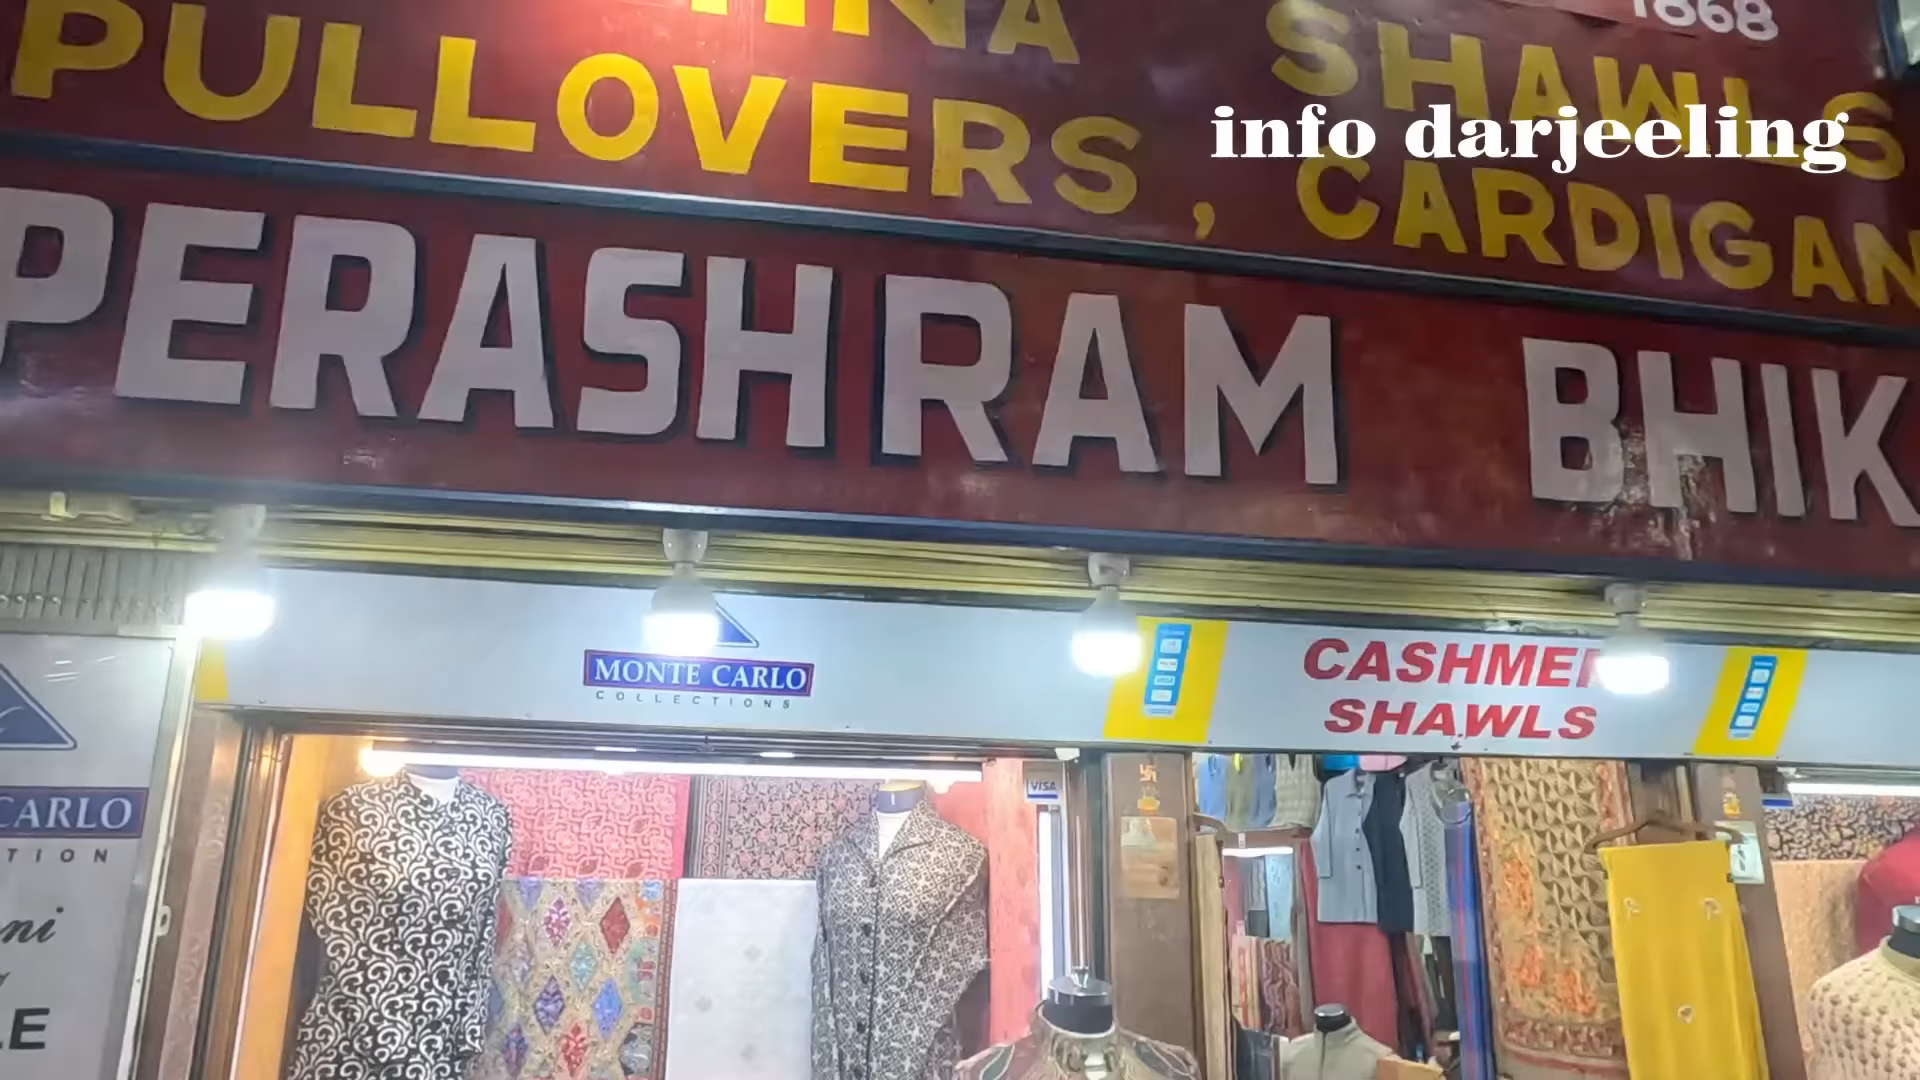 SHAWLS
1868
PULLOVERS, CARDIGAN
info darjeeling
PERASHRAM BHIK
MONTE CARLO
COLLECTIONS
CASHMER
SHAWLS
VISA
CARLO
TION